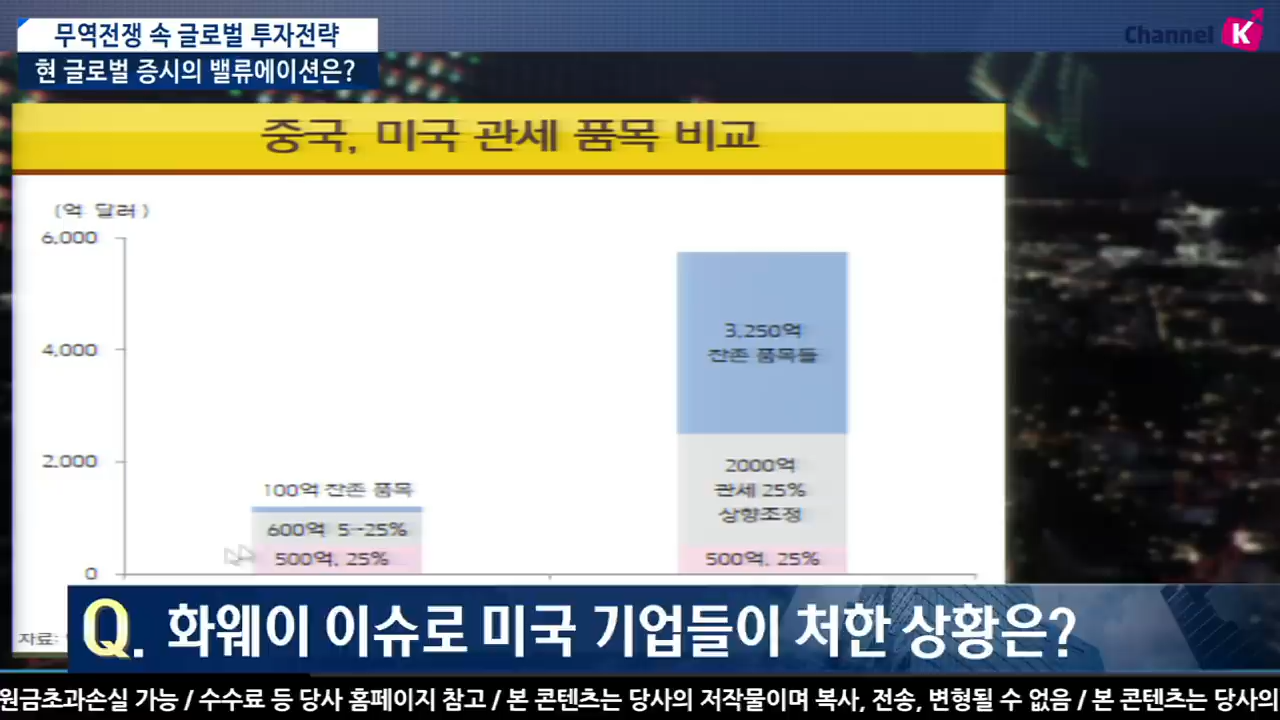 무역전쟁 속 글로벌 투자전략
현 글로벌 증시의 밸류에이션은?
Channel K
중국, 미국 관세 품목 비교
(억 달러)
6,000
4,000
2,000
0
100억 잔존 품목
600억 5~25%
500억, 25%
3,250억
잔존 품목들
2000억
관세 25%
상향조정
500억, 25%
자료:
Q. 화웨이 이슈로 미국 기업들이 처한 상황은?
원금초과손실 가능 / 수수료 등 당사 홈페이지 참고 / 본 콘텐츠는 당사의 저작물이며 복사, 전송, 변형될 수 없음 / 본 콘텐츠는 당사의